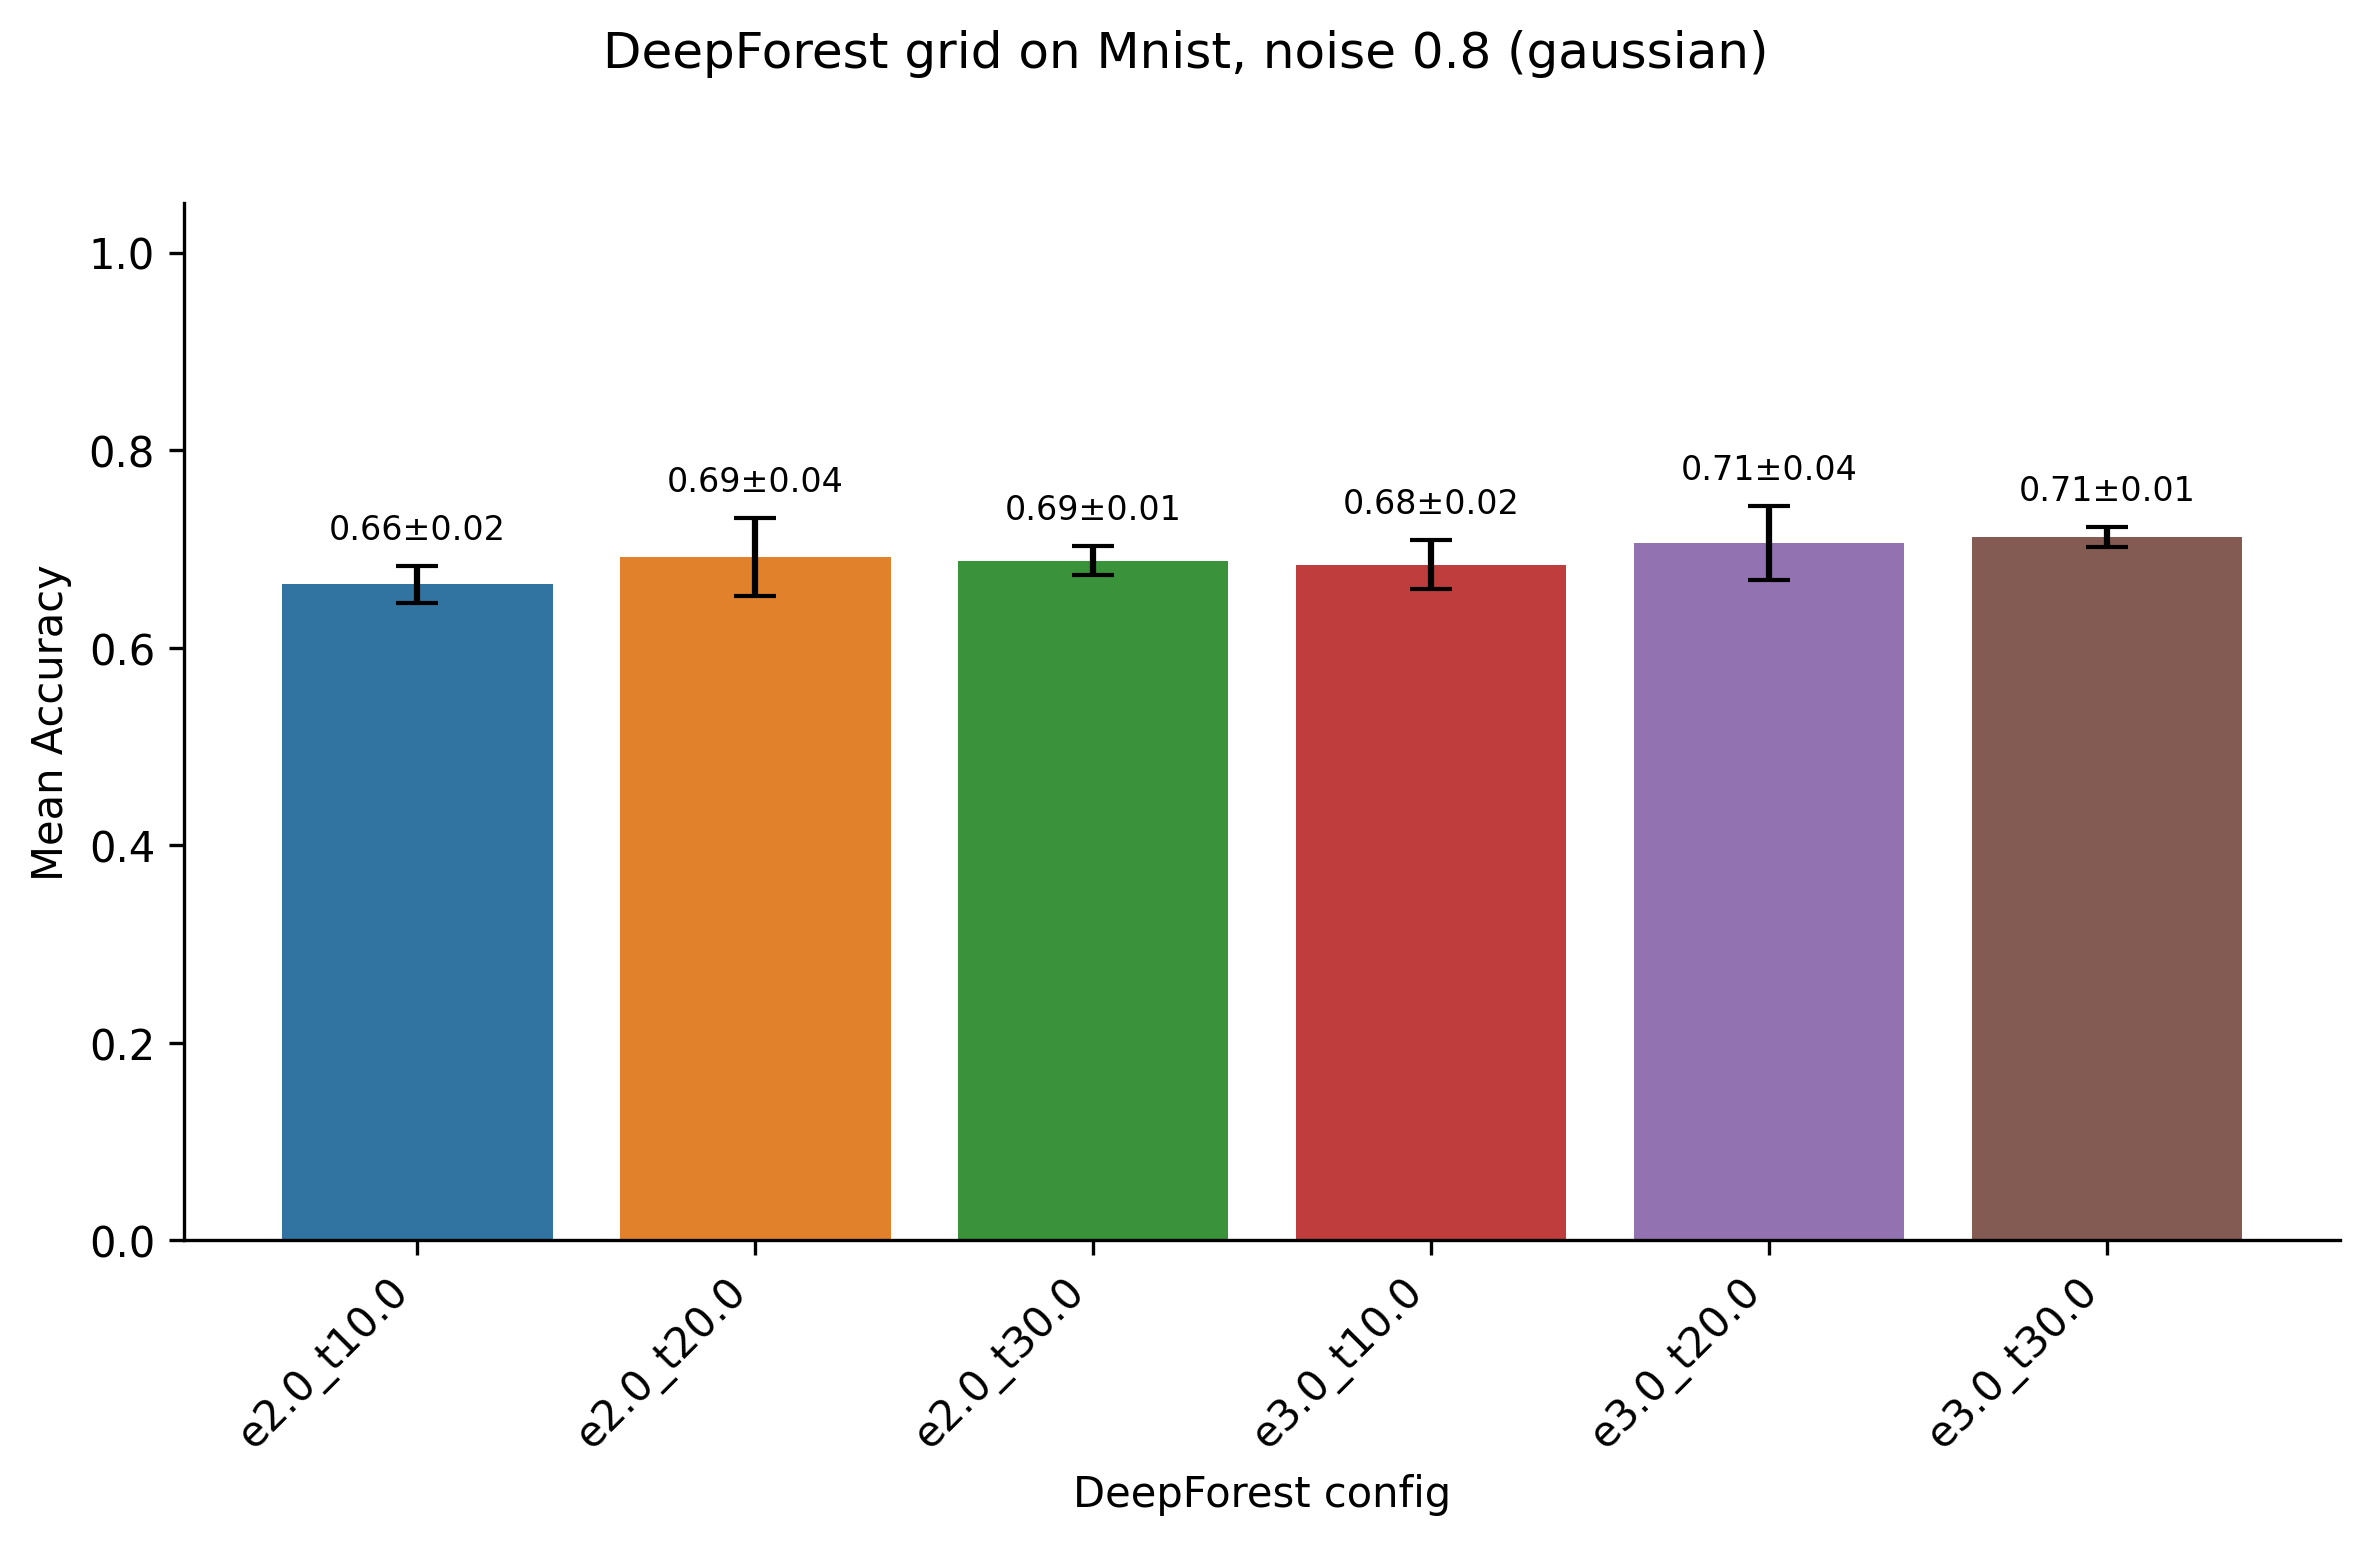 DeepForest grid on Mnist, noise 0.8 (gaussian)
Mean Accuracy
1.0
0.8
0.6
0.4
0.2
0.0
0.66±0.02
0.69±0.04
0.69±0.01
0.68±0.02
0.71±0.04
0.71±0.01
e2.0_t10.0
e2.0_t20.0
e2.0_t30.0
e3.0_t10.0
e3.0_t20.0
e3.0_t30.0
DeepForest config